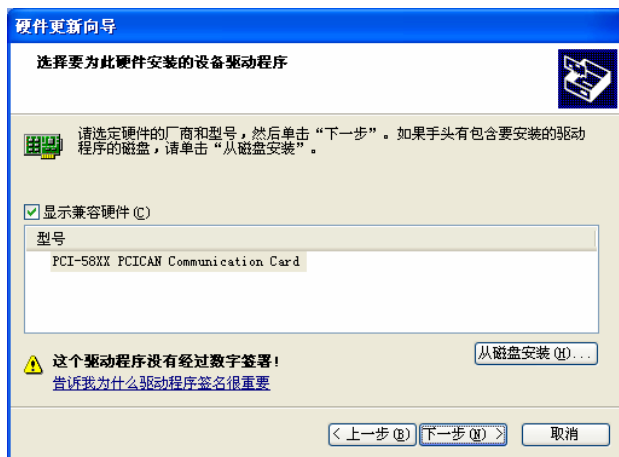 硬件更新向导
选择要为此硬件安装的设备驱动程序
请选定硬件的厂商和型号，然后单击“下一步”。如果手头有包含要安装的驱动
程序的磁盘，请单击“从磁盘安装”。
显示兼容硬件(C)
型号
PCI-58XX PCICAN Communication Card
这个驱动程序没有经过数字签署!
告诉我为什么驱动程序签名很重要
从磁盘安装(H)...
< 上一步(B)
下一步(N) >
取消